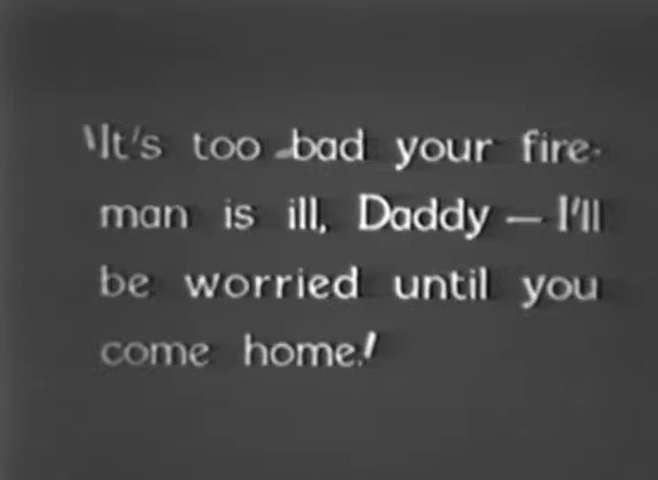 "It's too bad your fire-
man is ill, Daddy — I'll
be worried until you
come home!"